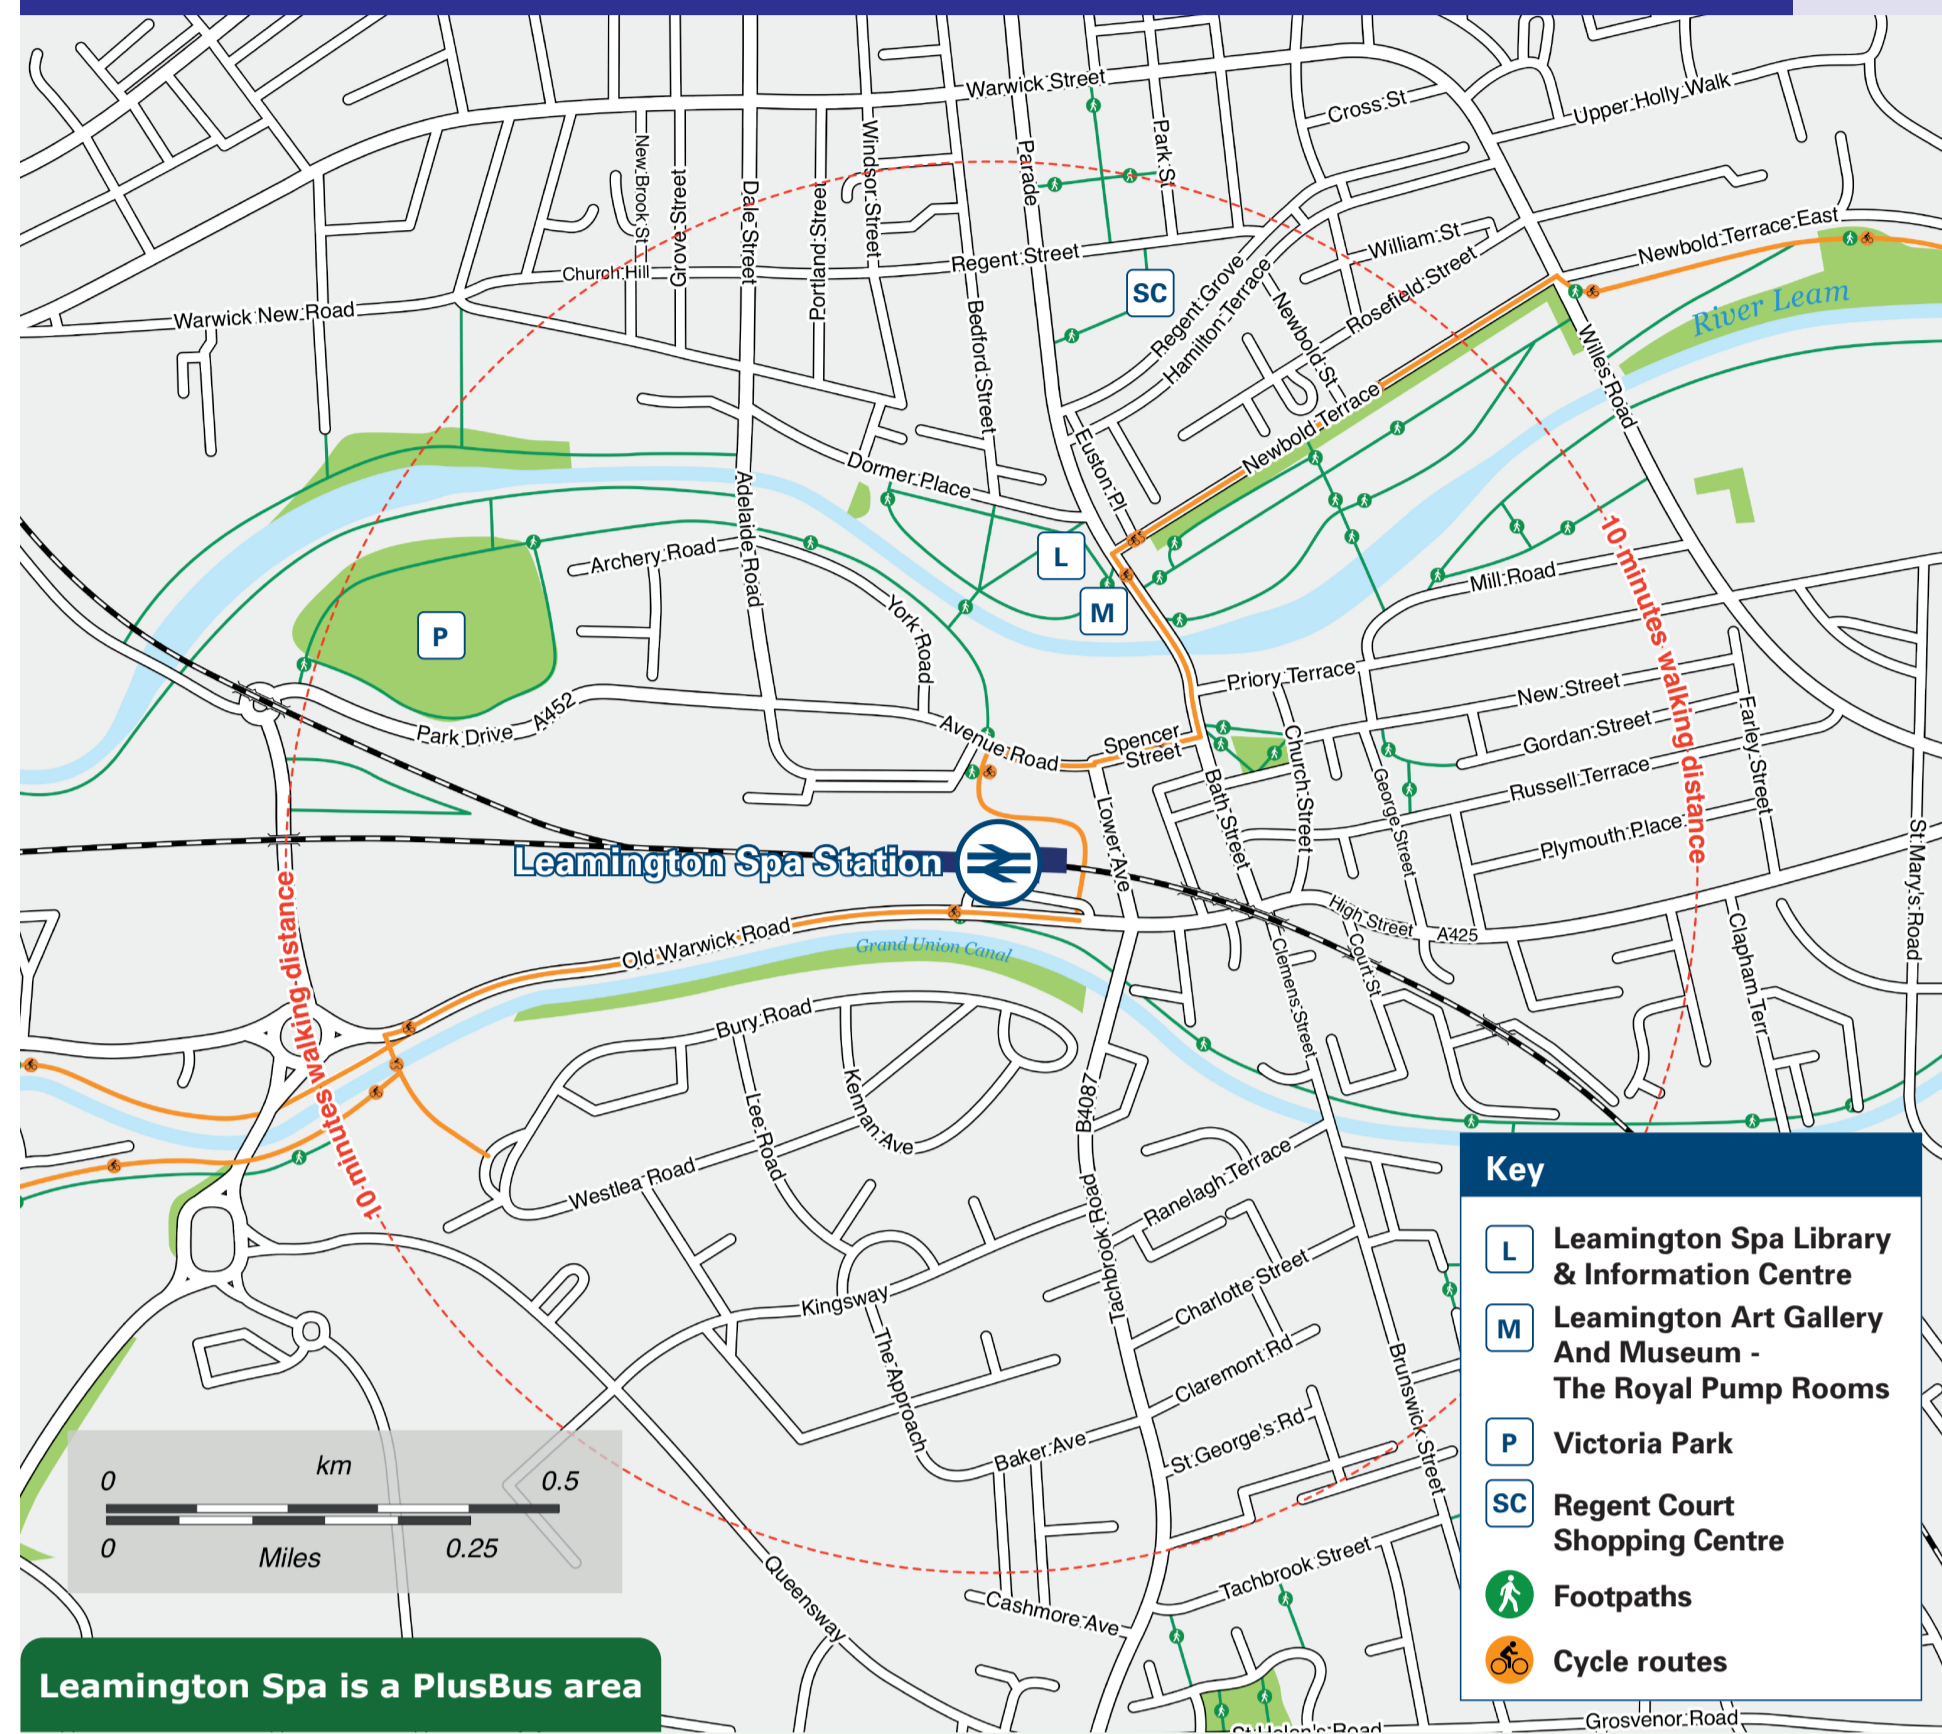 Warwick Street
Cross St
Upper Holly Walk
New Brook St
Grove Street
Dale Street
Portland Street
Windsor Street
Parade
Park St
Church Hill
Regent Street
William St
Newbold Terrace East
Warwick New Road
SC
Regent Grove
Hamilton Terrace
Newbold St
Rosefield Street
River Leam
Bedford Street
Willes Road
Newbold Terrace
Euston Pl
Dormer Place
Adelaide Road
Archery Road
L
M
P
York Road
Mill Road
10 minutes walking distance
Priory Terrace
New Street
Gordan Street
Russell Terrace
Plymouth Place
Farley Street
Park Drive
A452
Avenue Road
Spencer
Street
Church Street
George Street
Bath Street
Lower Ave
Leamington Spa Station
St Mary's Road
High Street
A425
Court St
Clemens Street
Clapham Terr
Old Warwick Road
Grand Union Canal
10 minutes walking distance
Bury Road
Lee Road
Kennan Ave
Westlea Road
B4087
Tachbrook Road
Ranelagh Terrace
Charlotte Street
Claremont Rd
St George's Rd
Brunswick Street
Kingsway
The Approach
Baker Ave
Queensway
Cashmore Ave
Tachbrook Street
St Helen's Road
Grosvenor Road
Key
L Leamington Spa Library
& Information Centre
M Leamington Art Gallery
And Museum -
The Royal Pump Rooms
P Victoria Park
SC Regent Court
Shopping Centre
Footpaths
Cycle routes
0 km 0.5
0 Miles 0.25
Leamington Spa is a PlusBus area